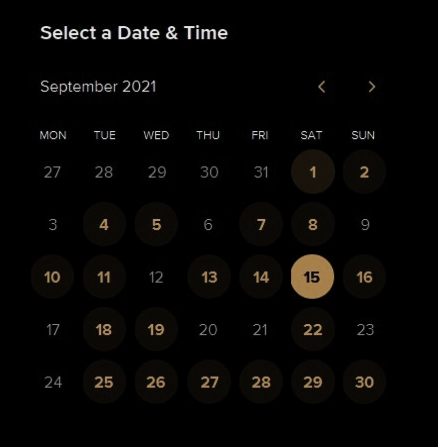 Select a Date & Time
September 2021
MON TUE WED THU FRI SAT SUN
27 28 29 30 31 1 2
3 4 5 6 7 8 9
10 11 12 13 14 15 16
17 18 19 20 21 22 23
24 25 26 27 28 29 30